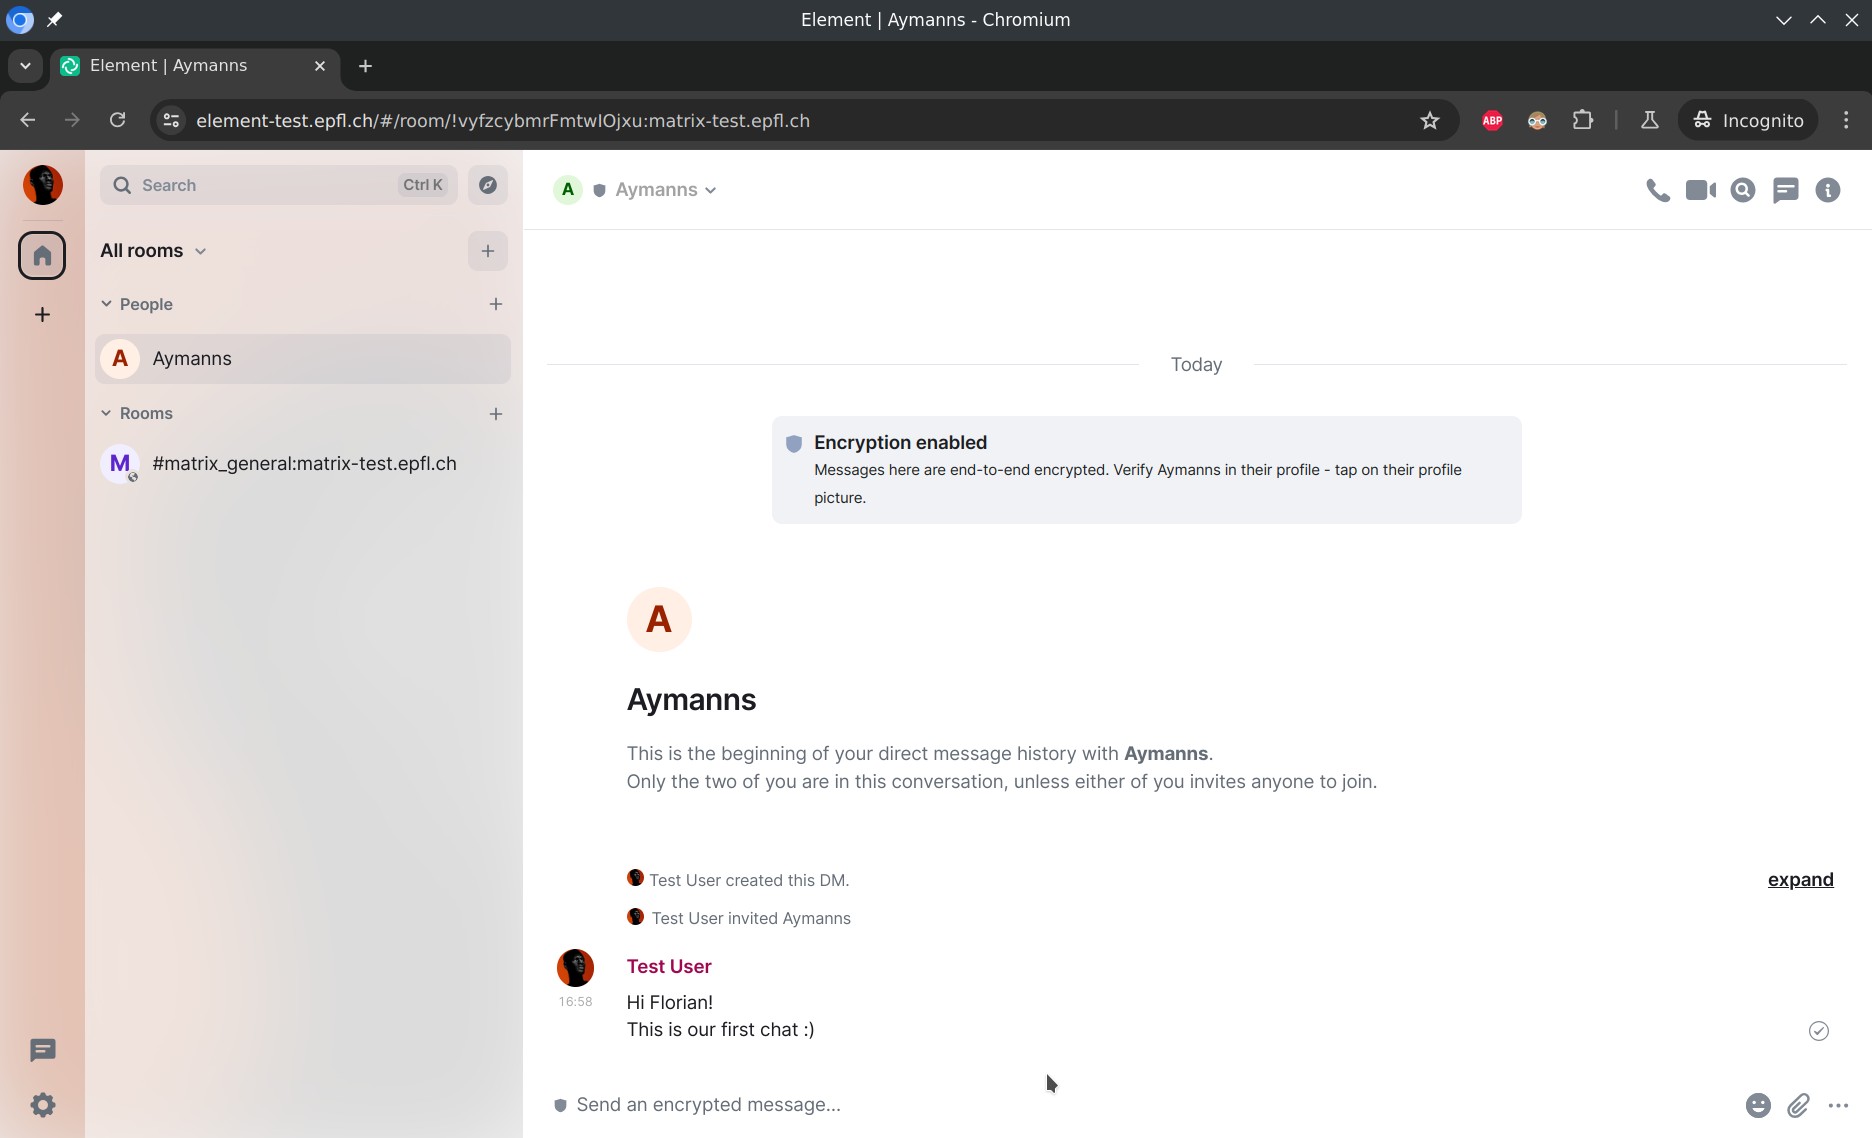 Element | Aymanns - Chromium
Element | Aymanns
element-test.epfl.ch/#/room/!vyfzcybmrFmtwIOjxu:matrix-test.epfl.ch
ABP
Incognito
Search
Ctrl K
All rooms
People
A Aymanns
Rooms
M #matrix_general:matrix-test.epfl.ch
A Aymanns
Today
Encryption enabled
Messages here are end-to-end encrypted. Verify Aymanns in their profile - tap on their profile
picture.
A
Aymanns
This is the beginning of your direct message history with Aymanns.
Only the two of you are in this conversation, unless either of you invites anyone to join.
Test User created this DM.
expand
Test User invited Aymanns
Test User
16:58
Hi Florian!
This is our first chat :)
Send an encrypted message...